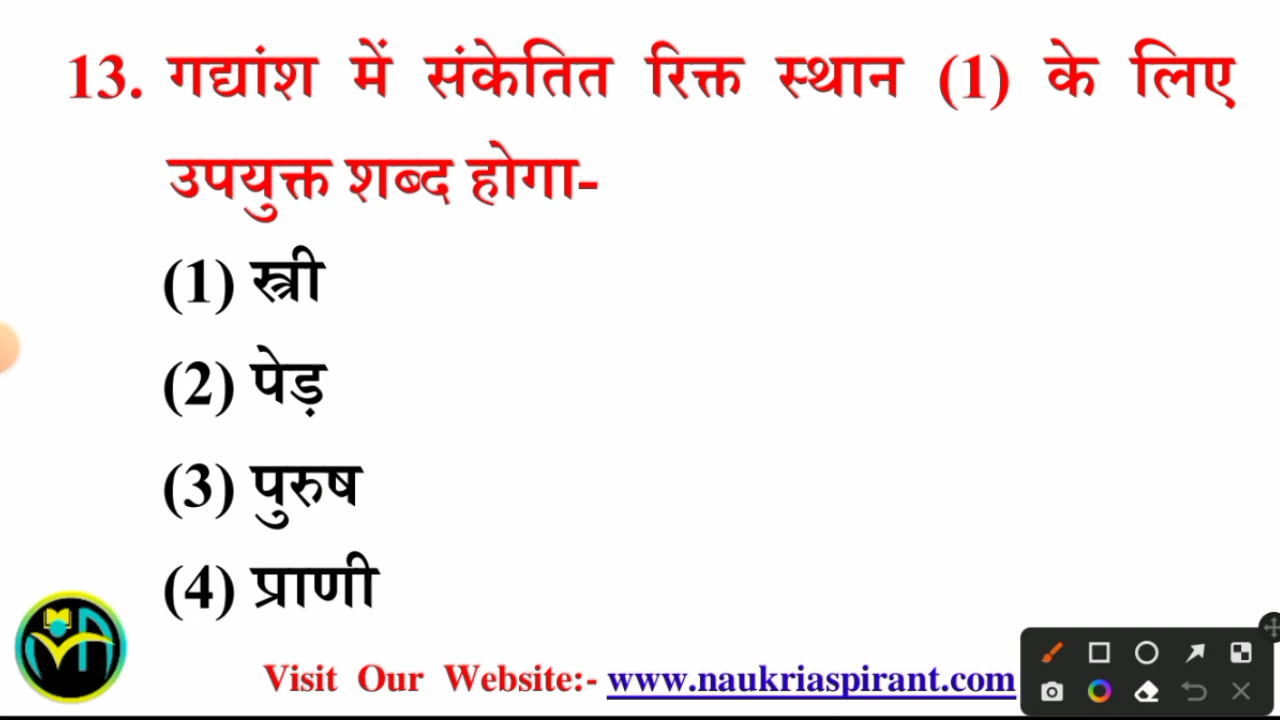 13. गद्यांश में संकेतित रिक्त स्थान (1) के लिए
उपयुक्त शब्द होगा-
(1) स्त्री
(2) पेड़
(3) पुरुष
(4) प्राणी
Visit Our Website:- www.naukriaspirant.com